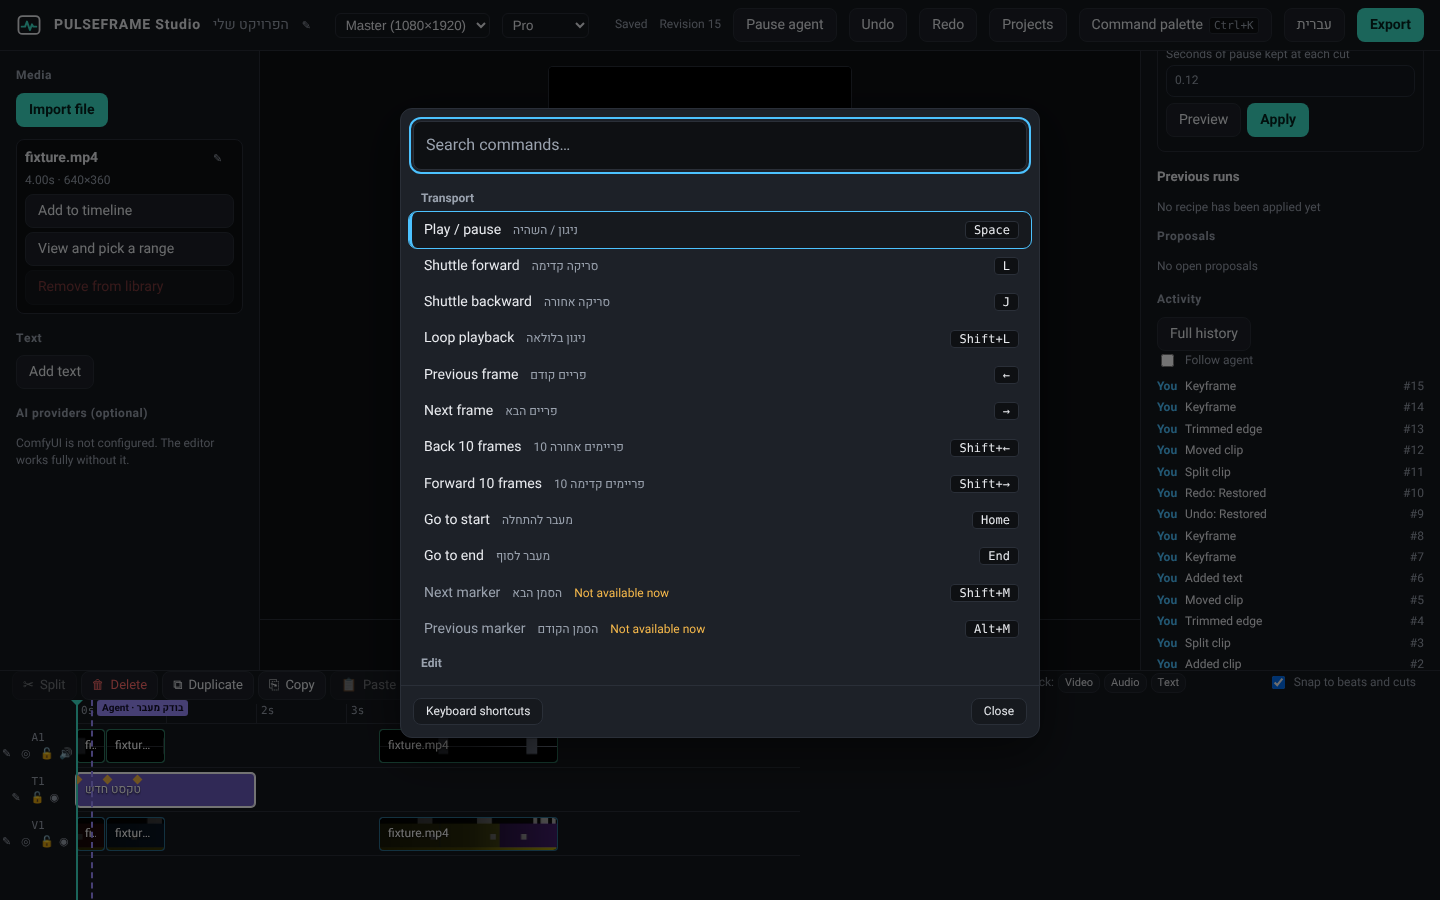 PULSEFRAME Studio הפרויקט שלי Master (1080×1920) Pro Saved Revision 15 Pause agent Undo Redo Projects Command palette Ctrl+K עברית Export
Media
Import file
fixture.mp4
4.00s · 640×360
Add to timeline
View and pick a range
Remove from library
Text
Add text
AI providers (optional)
ComfyUI is not configured. The editor
works fully without it.
Search commands…
Transport
Play / pause ניגון / השהיה Space
Shuttle forward סריקה קדימה L
Shuttle backward סריקה אחורה J
Loop playback ניגון בלולאה Shift+L
Previous frame פריים קודם ←
Next frame פריים הבא →
Back 10 frames 10 פריימים אחורה Shift+←
Forward 10 frames 10 פריימים קדימה Shift+→
Go to start מעבר להתחלה Home
Go to end מעבר לסוף End
Next marker הסמן הבא Not available now Shift+M
Previous marker הסמן הקודם Not available now Alt+M
Edit
Keyboard shortcuts Close
Seconds of pause kept at each cut
0.12
Preview Apply
Previous runs
No recipe has been applied yet
Proposals
No open proposals
Activity
Full history
Follow agent
You Keyframe #15
You Keyframe #14
You Trimmed edge #13
You Moved clip #12
You Split clip #11
You Redo: Restored #10
You Undo: Restored #9
You Keyframe #8
You Keyframe #7
You Added text #6
You Moved clip #5
You Trimmed edge #4
You Split clip #3
You Added clip #2
Split Delete Duplicate Copy Paste Video Audio Text Snap to beats and cuts
0s Agent · בודק מעבר 2s 3s
A1 fi… fixtur… fixture.mp4
T1 טקסט חדש
V1 fi… fixtur… fixture.mp4